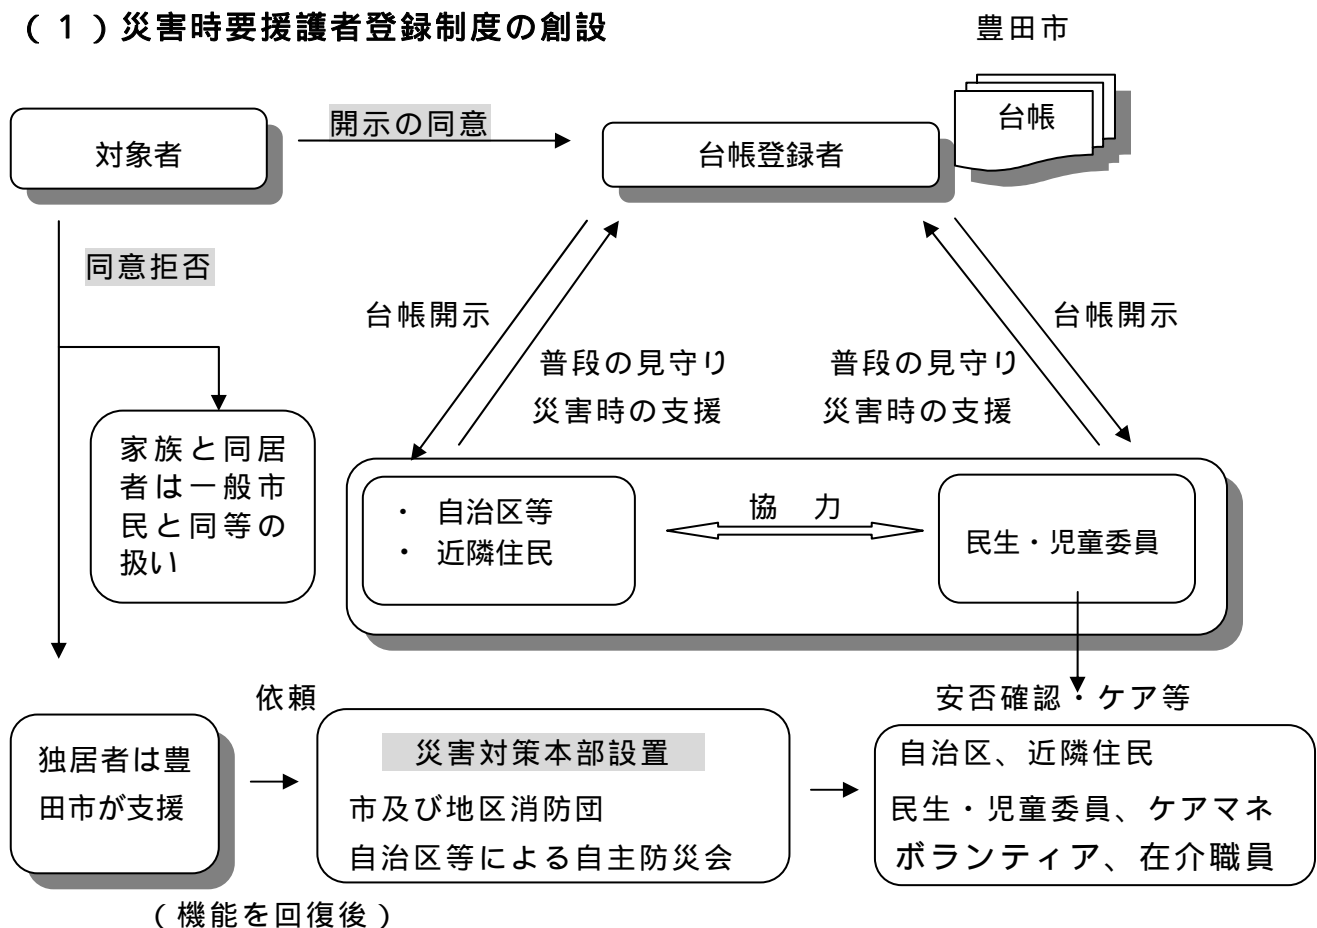 (1)災害時要援護者登録制度の創設
豊田市
台帳
対象者
開示の同意
台帳登録者
同意拒否
台帳開示
台帳開示
普段の見守り
災害時の支援
普段の見守り
災害時の支援
家族と同居
者は一般市
民と同等の
扱い
・ 自治区等
・ 近隣住民
協 力
民生・児童委員
依頼
安否確認・ケア等
独居者は豊
田市が支援
災害対策本部設置
市及び地区消防団
自治区等による自主防災会
自治区、近隣住民
民生・児童委員、ケアマネ
ボランティア、在介職員
(機能を回復後)